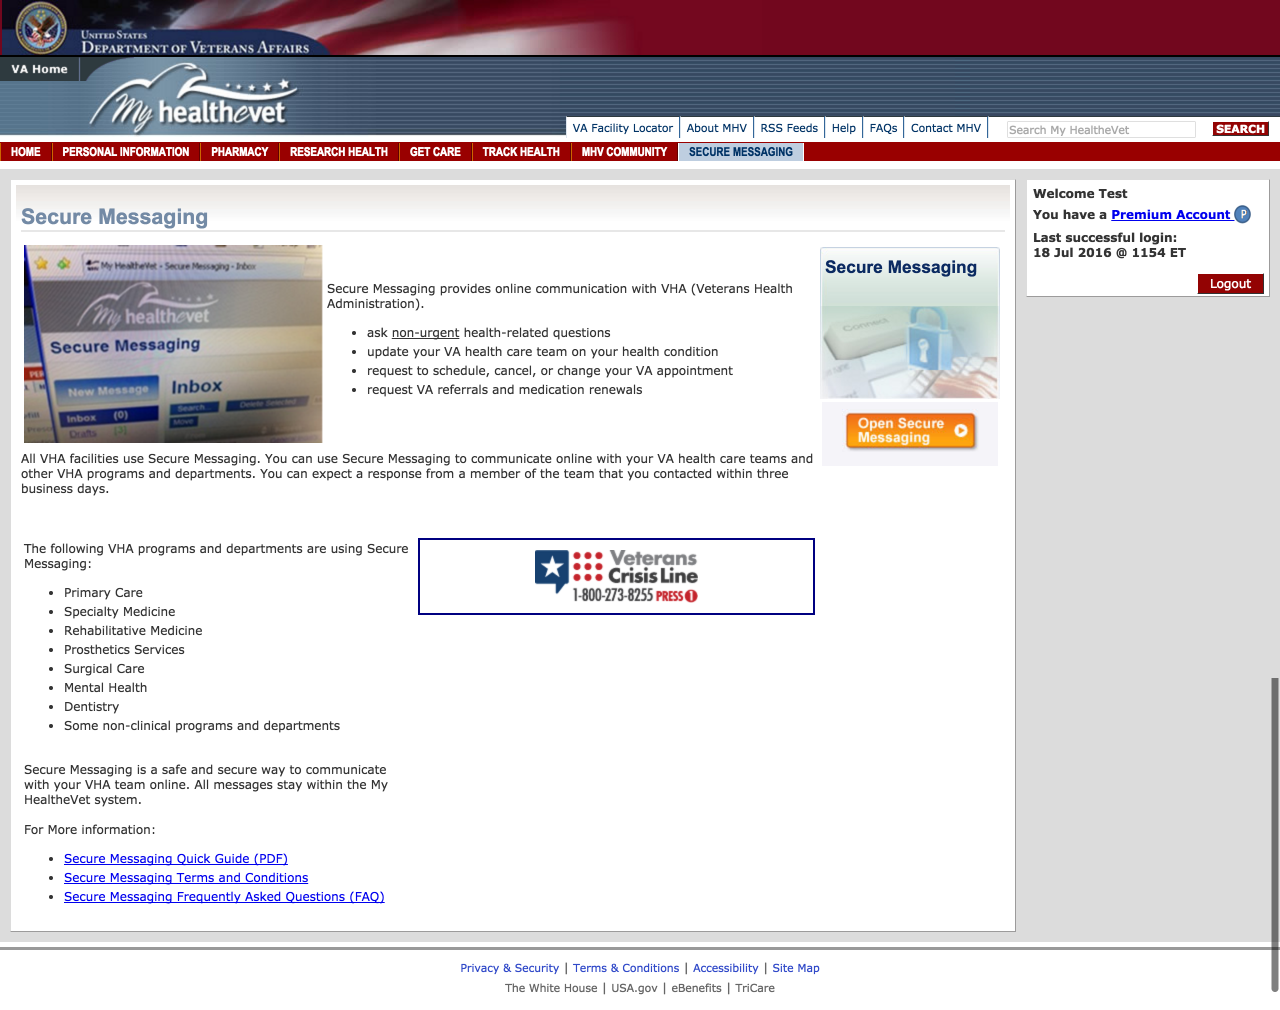 UNITED STATES
DEPARTMENT OF VETERANS AFFAIRS
VA Home
My healthevet
VA Facility Locator | About MHV | RSS Feeds | Help | FAQs | Contact MHV
Search My HealtheVet
SEARCH
HOME
PERSONAL INFORMATION
PHARMACY
RESEARCH HEALTH
GET CARE
TRACK HEALTH
MHV COMMUNITY
SECURE MESSAGING
Secure Messaging
My HealtheVet - Secure Messaging - Inbox
My healthevet
Secure Messaging
New Message
Inbox
Inbox (0)
Search...
Delete Selected
Move
Drafts [3]
Secure Messaging provides online communication with VHA (Veterans Health
Administration).
• ask non-urgent health-related questions
• update your VA health care team on your health condition
• request to schedule, cancel, or change your VA appointment
• request VA referrals and medication renewals
Secure Messaging
Connect
Open Secure
Messaging
All VHA facilities use Secure Messaging. You can use Secure Messaging to communicate online with your VA health care teams and
other VHA programs and departments. You can expect a response from a member of the team that you contacted within three
business days.
The following VHA programs and departments are using Secure
Messaging:
• Primary Care
• Specialty Medicine
• Rehabilitative Medicine
• Prosthetics Services
• Surgical Care
• Mental Health
• Dentistry
• Some non-clinical programs and departments
Veterans
Crisis Line
1-800-273-8255 PRESS 1
Secure Messaging is a safe and secure way to communicate
with your VHA team online. All messages stay within the My
HealtheVet system.
For More information:
• Secure Messaging Quick Guide (PDF)
• Secure Messaging Terms and Conditions
• Secure Messaging Frequently Asked Questions (FAQ)
Welcome Test
You have a Premium Account P
Last successful login:
18 Jul 2016 @ 1154 ET
Logout
Privacy & Security | Terms & Conditions | Accessibility | Site Map
The White House | USA.gov | eBenefits | TriCare